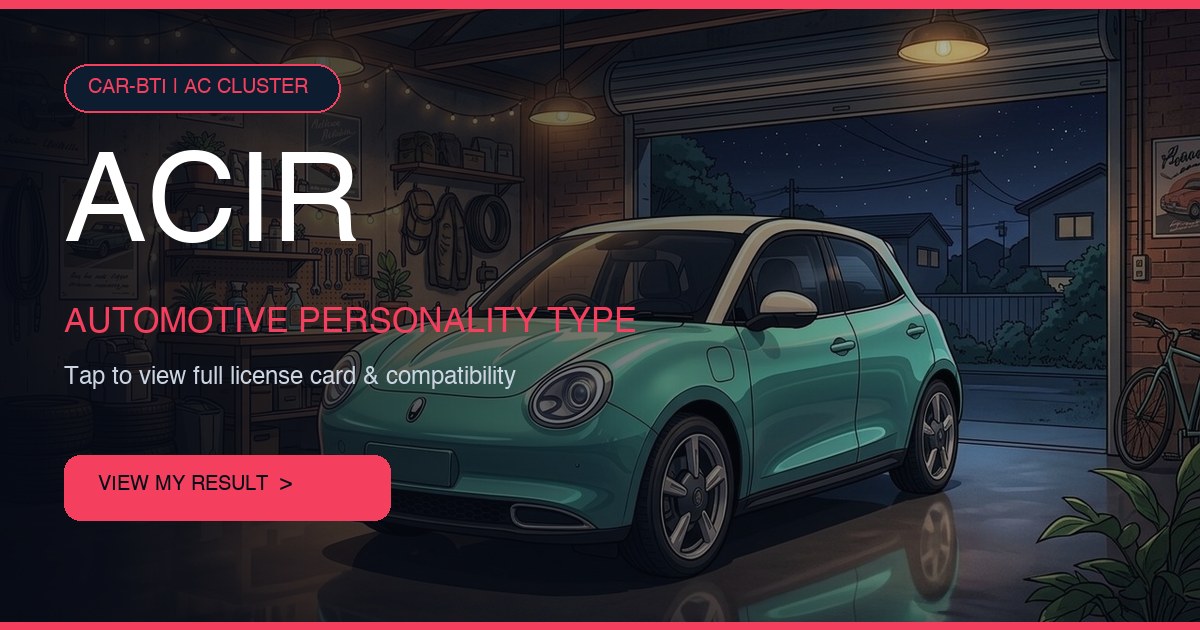 CAR-BTI | AC CLUSTER
ACIR
AUTOMOTIVE PERSONALITY TYPE
Tap to view full license card & compatibility
VIEW MY RESULT >